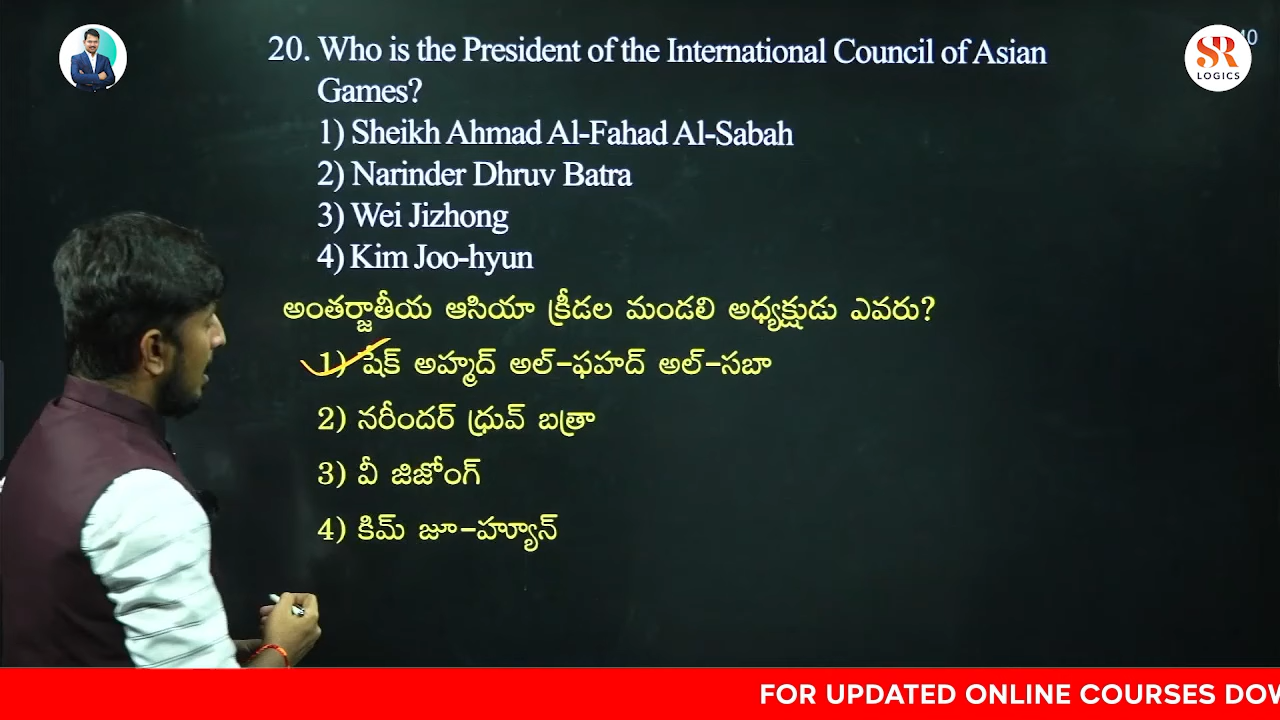 20. Who is the President of the International Council of Asian
Games?
1) Sheikh Ahmad Al-Fahad Al-Sabah
2) Narinder Dhruv Batra
3) Wei Jizhong
4) Kim Joo-hyun
అంతర్జాతీయ ఆసియా క్రీడల మండలి అధ్యక్షుడు ఎవరు?
1) షేక్ అహ్మద్ అల్-ఫహద్ అల్-సబా
2) నరీందర్ ధ్రువ్ బత్రా
3) వీ జిజోంగ్
4) కిమ్ జూ-హ్యూన్
SR
LOGICS
FOR UPDATED ONLINE COURSES DOW